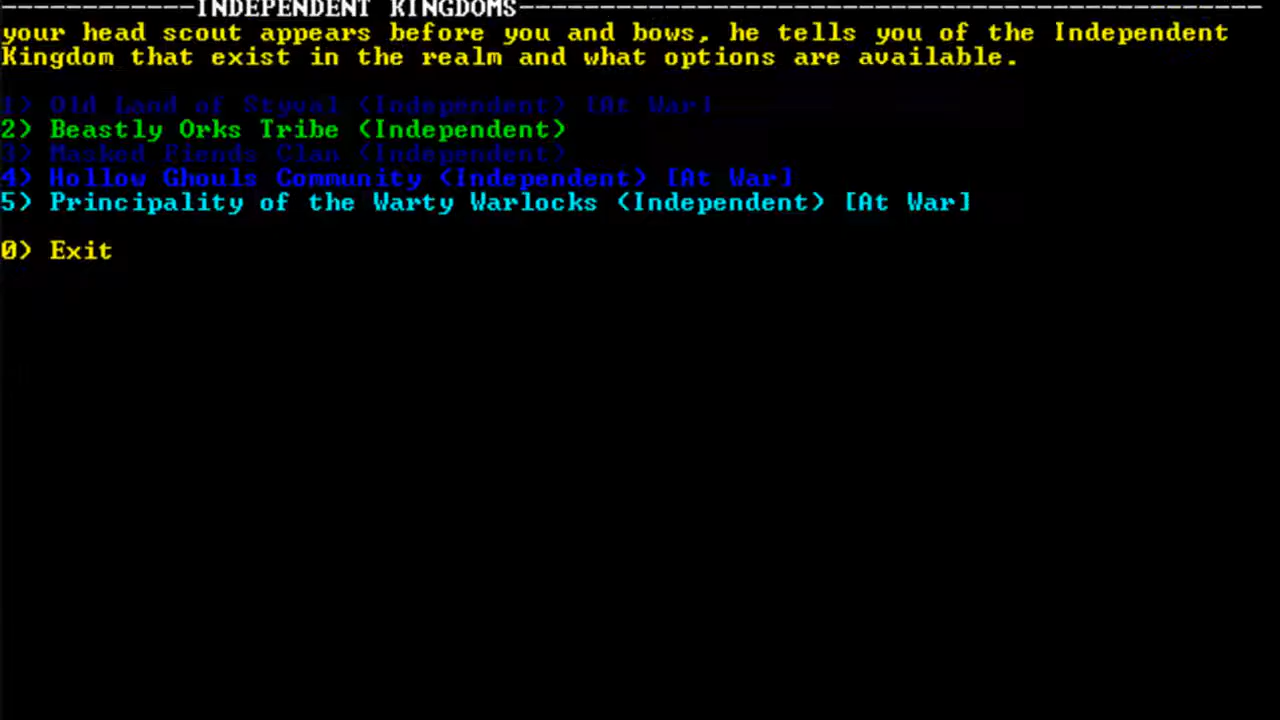 ------------INDEPENDENT KINGDOMS----------------------------------------------
your head scout appears before you and bows, he tells you of the Independent
Kingdom that exist in the realm and what options are available.
1) Old Land of Styval (Independent) [At War]
2) Beastly Orks Tribe (Independent)
3) Masked Fiends Clan (Independent)
4) Hollow Ghouls Community (Independent) [At War]
5) Principality of the Warty Warlocks (Independent) [At War]
0) Exit